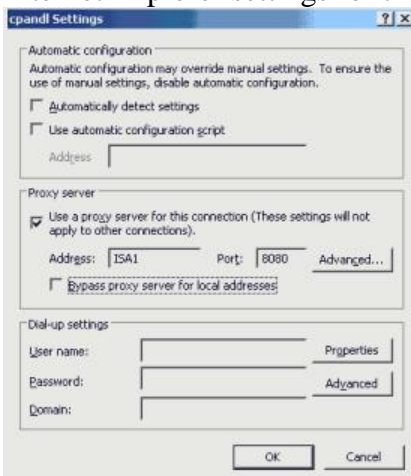 cpandl Settings
Automatic configuration
Automatic configuration may override manual settings. To ensure the
use of manual settings, disable automatic configuration.
Automatically detect settings
Use automatic configuration script
Address
Proxy server
Use a proxy server for this connection (These settings will not
apply to other connections).
Address: ISA1 Port: 8080 Advanced...
Bypass proxy server for local addresses
Dial-up settings
User name: Properties
Password: Advanced
Domain:
OK Cancel